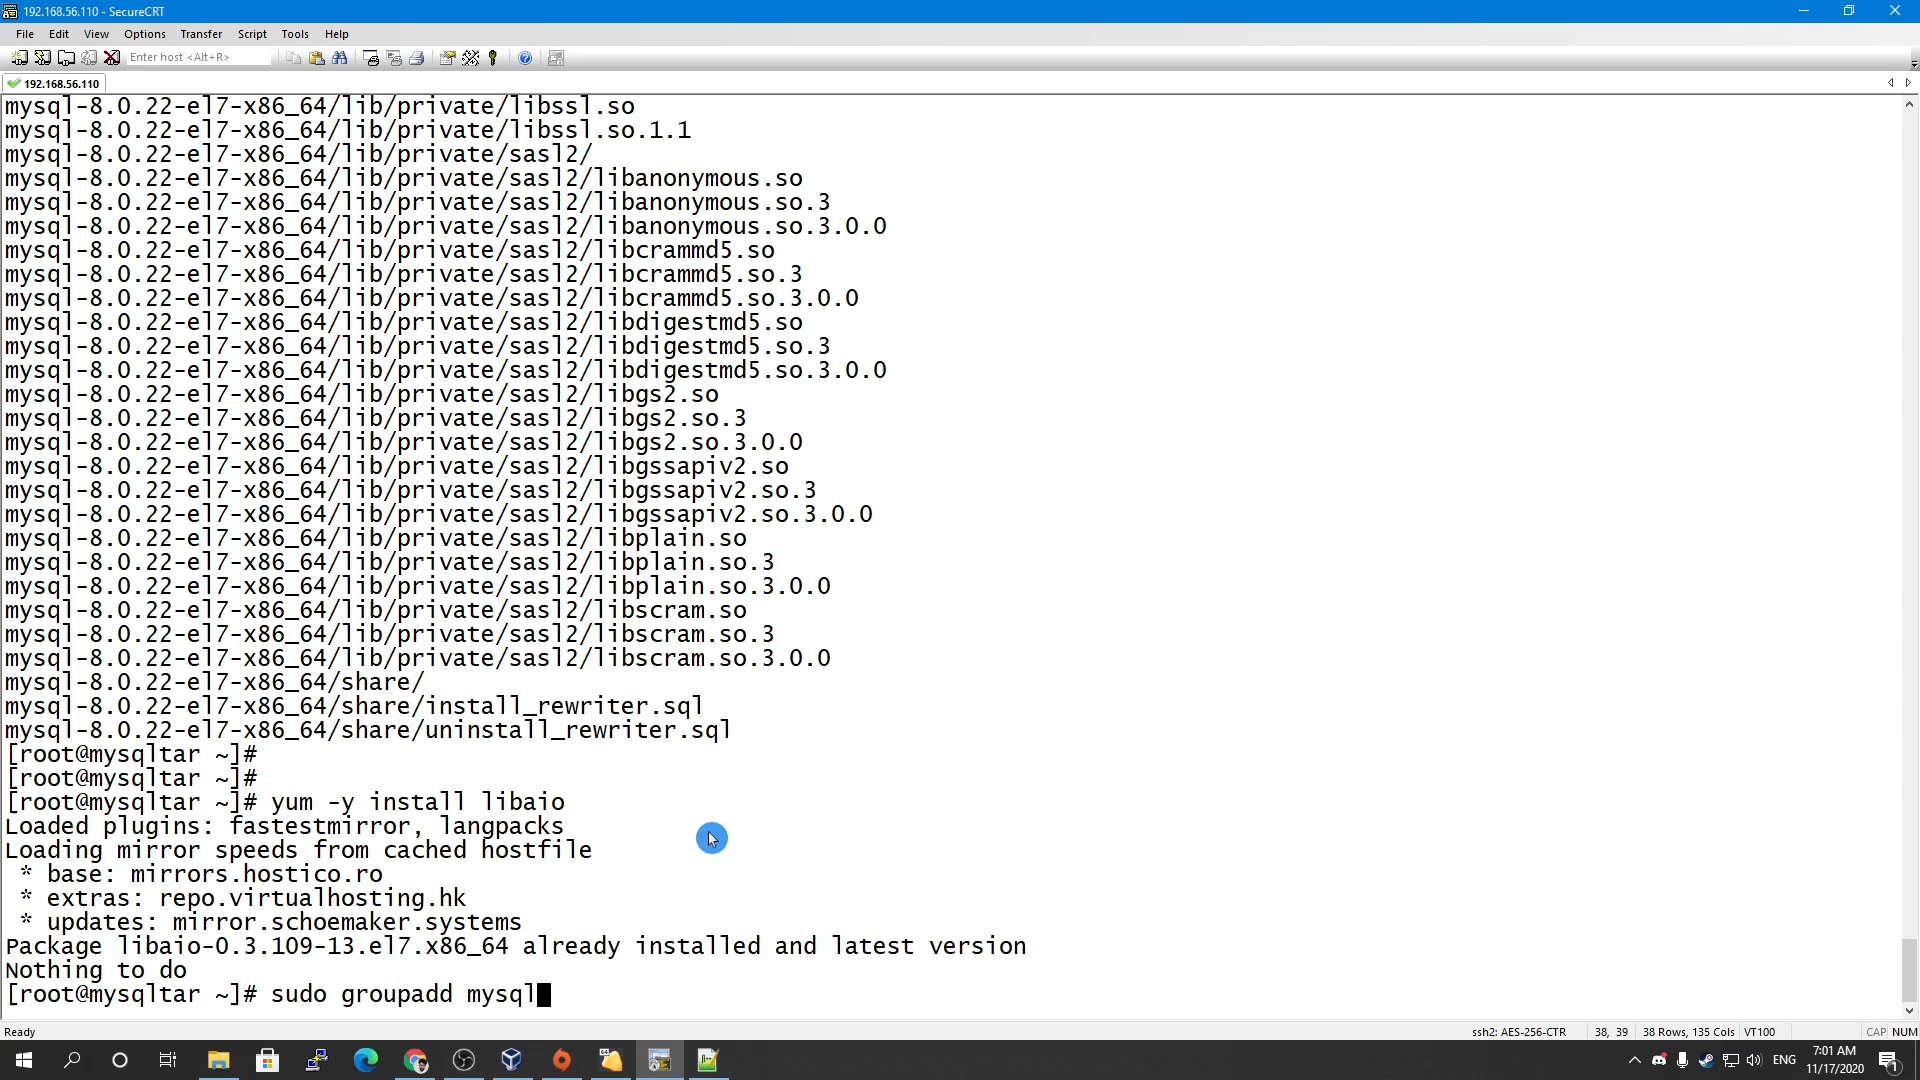 192.168.56.110 - SecureCRT
File Edit View Options Transfer Script Tools Help
Enter host <Alt+R>
192.168.56.110
mysql-8.0.22-el7-x86_64/lib/private/libssl.so
mysql-8.0.22-el7-x86_64/lib/private/libssl.so.1.1
mysql-8.0.22-el7-x86_64/lib/private/sasl2/
mysql-8.0.22-el7-x86_64/lib/private/sasl2/libanonymous.so
mysql-8.0.22-el7-x86_64/lib/private/sasl2/libanonymous.so.3
mysql-8.0.22-el7-x86_64/lib/private/sasl2/libanonymous.so.3.0.0
mysql-8.0.22-el7-x86_64/lib/private/sasl2/libcrammd5.so
mysql-8.0.22-el7-x86_64/lib/private/sasl2/libcrammd5.so.3
mysql-8.0.22-el7-x86_64/lib/private/sasl2/libcrammd5.so.3.0.0
mysql-8.0.22-el7-x86_64/lib/private/sasl2/libdigestmd5.so
mysql-8.0.22-el7-x86_64/lib/private/sasl2/libdigestmd5.so.3
mysql-8.0.22-el7-x86_64/lib/private/sasl2/libdigestmd5.so.3.0.0
mysql-8.0.22-el7-x86_64/lib/private/sasl2/libgs2.so
mysql-8.0.22-el7-x86_64/lib/private/sasl2/libgs2.so.3
mysql-8.0.22-el7-x86_64/lib/private/sasl2/libgs2.so.3.0.0
mysql-8.0.22-el7-x86_64/lib/private/sasl2/libgssapiv2.so
mysql-8.0.22-el7-x86_64/lib/private/sasl2/libgssapiv2.so.3
mysql-8.0.22-el7-x86_64/lib/private/sasl2/libgssapiv2.so.3.0.0
mysql-8.0.22-el7-x86_64/lib/private/sasl2/libplain.so
mysql-8.0.22-el7-x86_64/lib/private/sasl2/libplain.so.3
mysql-8.0.22-el7-x86_64/lib/private/sasl2/libplain.so.3.0.0
mysql-8.0.22-el7-x86_64/lib/private/sasl2/libscram.so
mysql-8.0.22-el7-x86_64/lib/private/sasl2/libscram.so.3
mysql-8.0.22-el7-x86_64/lib/private/sasl2/libscram.so.3.0.0
mysql-8.0.22-el7-x86_64/share/
mysql-8.0.22-el7-x86_64/share/install_rewriter.sql
mysql-8.0.22-el7-x86_64/share/uninstall_rewriter.sql
[root@mysqltar ~]#
[root@mysqltar ~]#
[root@mysqltar ~]# yum -y install libaio
Loaded plugins: fastestmirror, langpacks
Loading mirror speeds from cached hostfile
 * base: mirrors.hostico.ro
 * extras: repo.virtualhosting.hk
 * updates: mirror.schoemaker.systems
Package libaio-0.3.109-13.el7.x86_64 already installed and latest version
Nothing to do
[root@mysqltar ~]# sudo groupadd mysql
Ready ssh2: AES-256-CTR 38, 39 38 Rows, 135 Cols VT100 CAP NUM
ENG 7:01 AM 1
11/17/2020